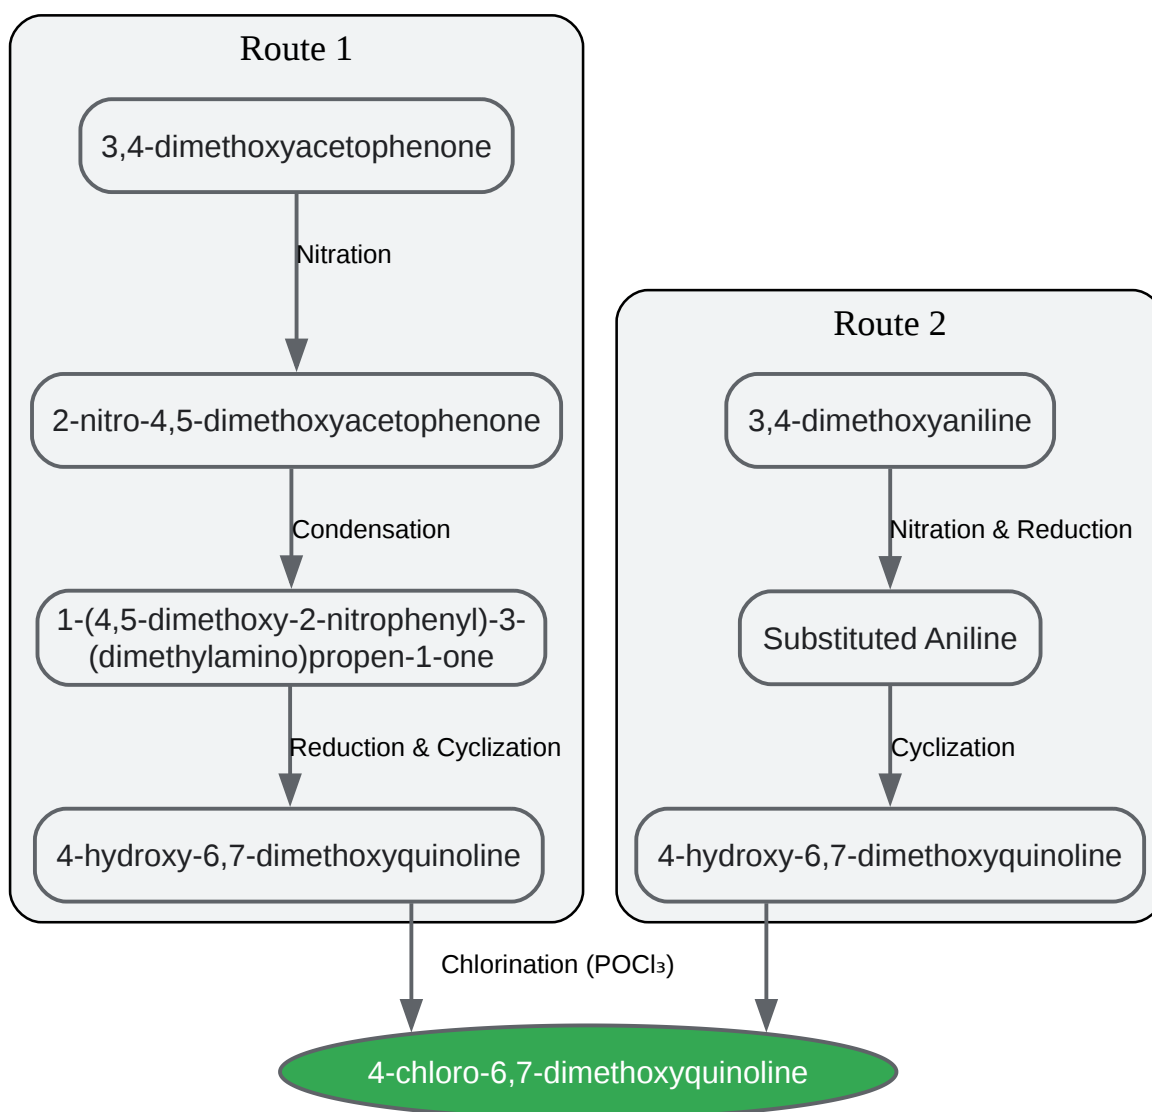 Route 1
3,4-dimethoxyacetophenone
Nitration
2-nitro-4,5-dimethoxyacetophenone
Condensation
1-(4,5-dimethoxy-2-nitrophenyl)-3-
(dimethylamino)propen-1-one
Reduction & Cyclization
4-hydroxy-6,7-dimethoxyquinoline
Route 2
3,4-dimethoxyaniline
Nitration & Reduction
Substituted Aniline
Cyclization
4-hydroxy-6,7-dimethoxyquinoline
Chlorination (POCl₃)
4-chloro-6,7-dimethoxyquinoline